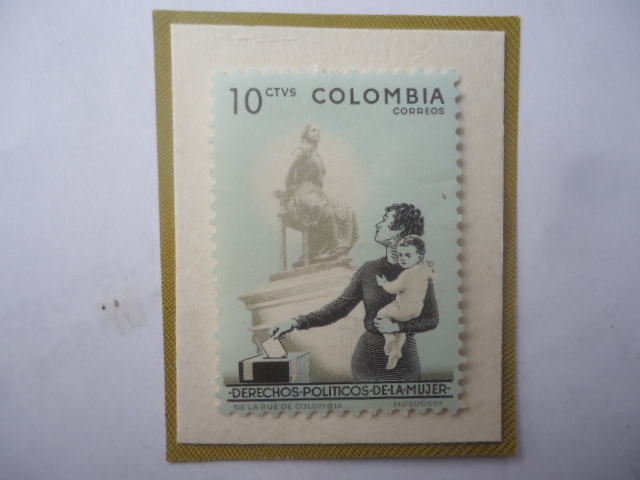 10 CTVS COLOMBIA
CORREOS
·DERECHOS·POLITICOS·DE·LA·MUJER·
DE LA RUE DE COLOMBIA